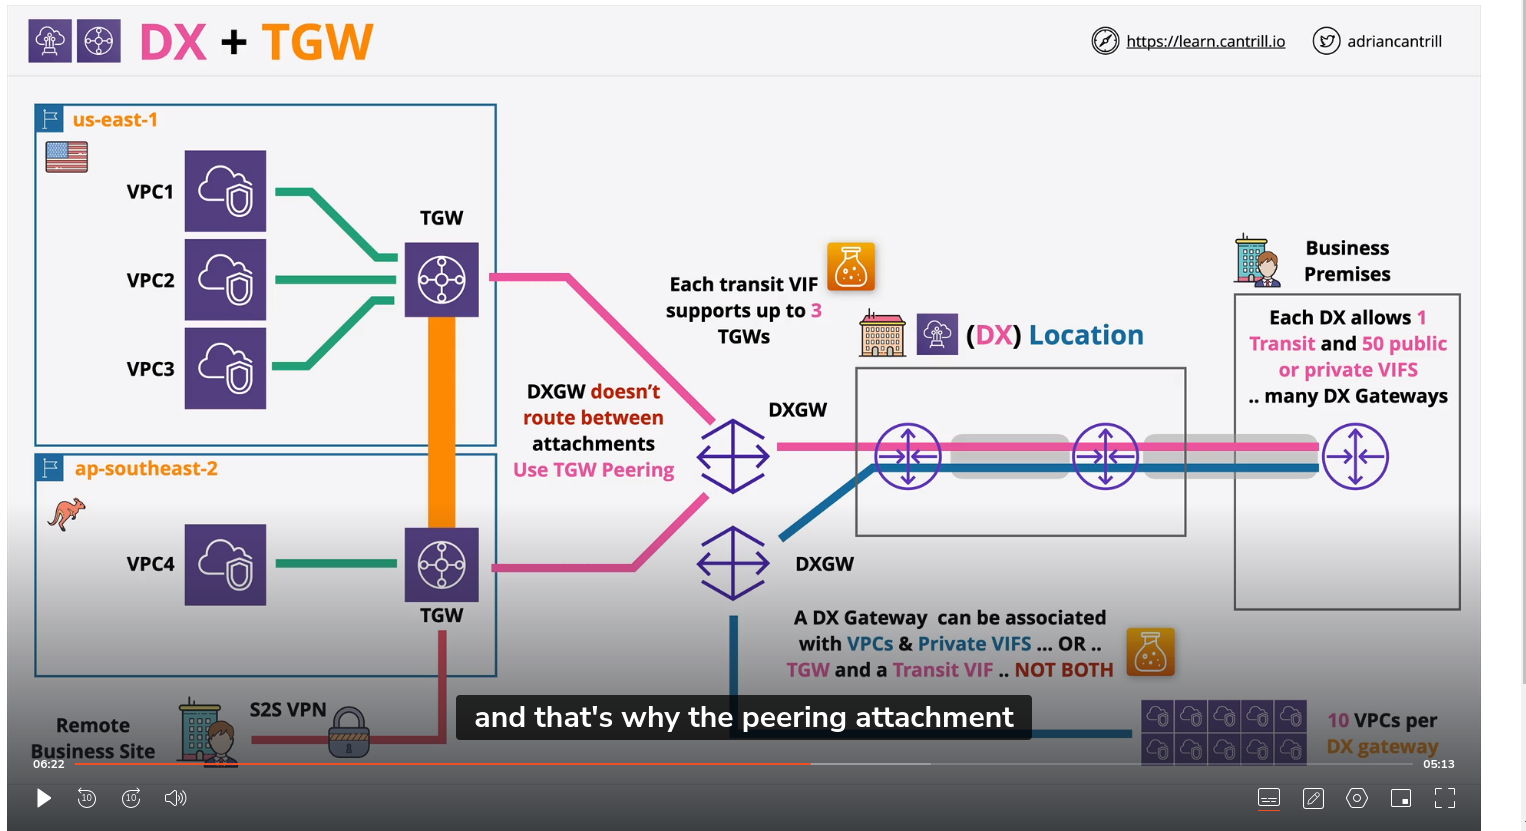 DX + TGW
https://learn.cantrill.io
adriancantrill
us-east-1
VPC1
VPC2
VPC3
TGW
ap-southeast-2
VPC4
TGW
Remote
Business Site
S2S VPN
DXGW doesn't
route between
attachments
Use TGW Peering
Each transit VIF
supports up to 3
TGWs
DXGW
DXGW
(DX) Location
Business
Premises
Each DX allows 1
Transit and 50 public
or private VIFS
.. many DX Gateways
A DX Gateway can be associated
with VPCs & Private VIFS ... OR ..
TGW and a Transit VIF .. NOT BOTH
10 VPCs per
DX gateway
and that's why the peering attachment
06:22
05:13
10
10